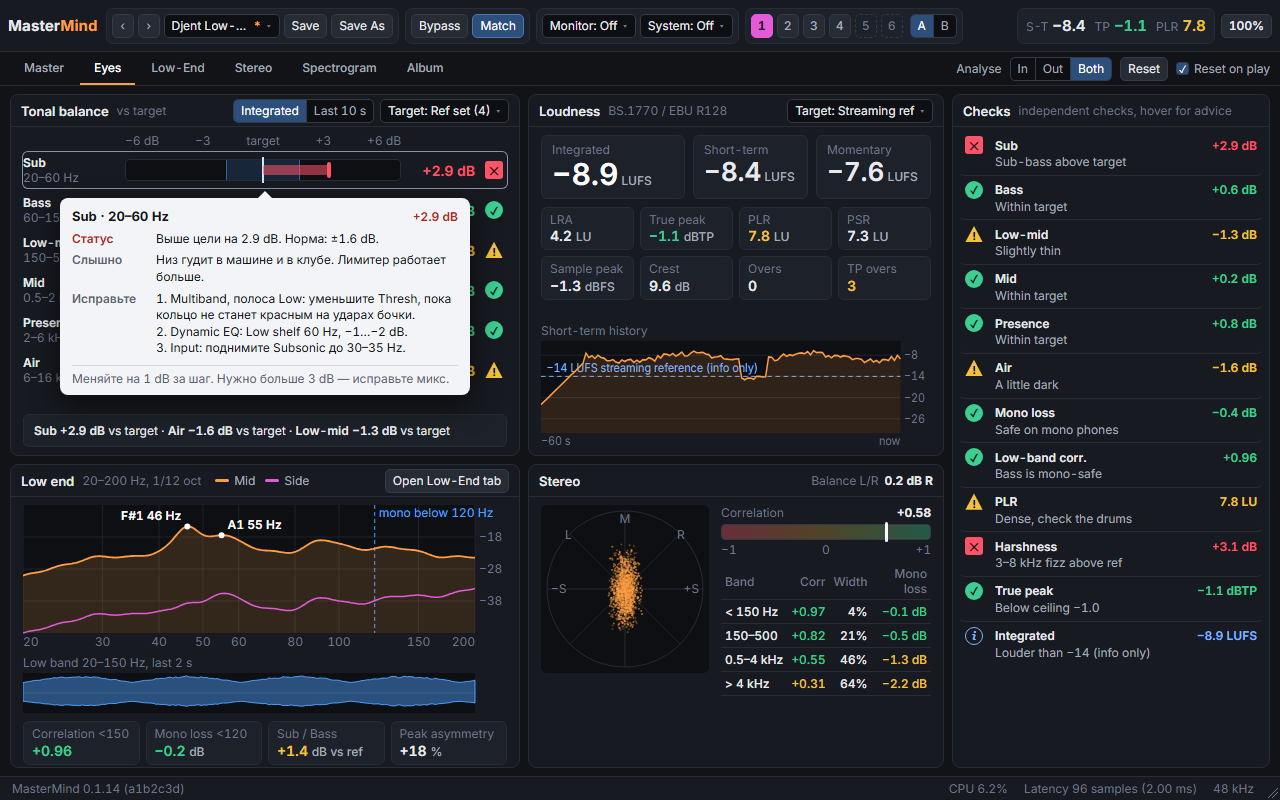 MasterMind ‹ › Djent Low-... * Save Save As Bypass Match Monitor: Off System: Off 1 2 3 4 5 6 A B S-T −8.4 TP −1.1 PLR 7.8 100%
Master Eyes Low-End Stereo Spectrogram Album Analyse In Out Both Reset Reset on play
Tonal balance vs target Integrated Last 10 s Target: Ref set (4)
−6 dB −3 target +3 +6 dB
Sub
20–60 Hz
+2.9 dB
Bass
Mid
Air
Sub · 20–60 Hz +2.9 dB
Статус Выше цели на 2.9 dB. Норма: ±1.6 dB.
Слышно Низ гудит в машине и в клубе. Лимитер работает
больше.
Исправьте 1. Multiband, полоса Low: уменьшите Thresh, пока
кольцо не станет красным на ударах бочки.
2. Dynamic EQ: Low shelf 60 Hz, −1…−2 dB.
3. Input: поднимите Subsonic до 30–35 Hz.
Меняйте на 1 dB за шаг. Нужно больше 3 dB — исправьте микс.
Sub +2.9 dB vs target · Air −1.6 dB vs target · Low-mid −1.3 dB vs target
Loudness BS.1770 / EBU R128 Target: Streaming ref
Integrated Short-term Momentary
−8.9 LUFS −8.4 LUFS −7.6 LUFS
LRA True peak PLR PSR
4.2 LU −1.1 dBTP 7.8 LU 7.3 LU
Sample peak Crest Overs TP overs
−1.3 dBFS 9.6 dB 0 3
Short-term history
−14 LUFS streaming reference (info only)
−8
−14
−20
−26
−60 s now
Low end 20–200 Hz, 1/12 oct Mid Side Open Low-End tab
F#1 46 Hz A1 55 Hz mono below 120 Hz
−18
−28
−38
20 30 40 50 60 80 100 150 200
Low band 20–150 Hz, last 2 s
Correlation <150 Mono loss <120 Sub / Bass Peak asymmetry
+0.96 −0.2 dB +1.4 dB vs ref +18 %
Stereo Balance L/R 0.2 dB R
M
L R
−S +S
Correlation +0.58
−1 0 +1
Band Corr Width Mono loss
< 150 Hz +0.97 4% −0.1 dB
150–500 +0.82 21% −0.5 dB
0.5–4 kHz +0.55 46% −1.3 dB
> 4 kHz +0.31 64% −2.2 dB
Checks independent checks, hover for advice
Sub +2.9 dB
Sub-bass above target
Bass +0.6 dB
Within target
Low-mid −1.3 dB
Slightly thin
Mid +0.2 dB
Within target
Presence +0.8 dB
Within target
Air −1.6 dB
A little dark
Mono loss −0.4 dB
Safe on mono phones
Low-band corr. +0.96
Bass is mono-safe
PLR 7.8 LU
Dense, check the drums
Harshness +3.1 dB
3–8 kHz fizz above ref
True peak −1.1 dBTP
Below ceiling −1.0
i Integrated −8.9 LUFS
Louder than −14 (info only)
MasterMind 0.1.14 (a1b2c3d) CPU 6.2% Latency 96 samples (2.00 ms) 48 kHz